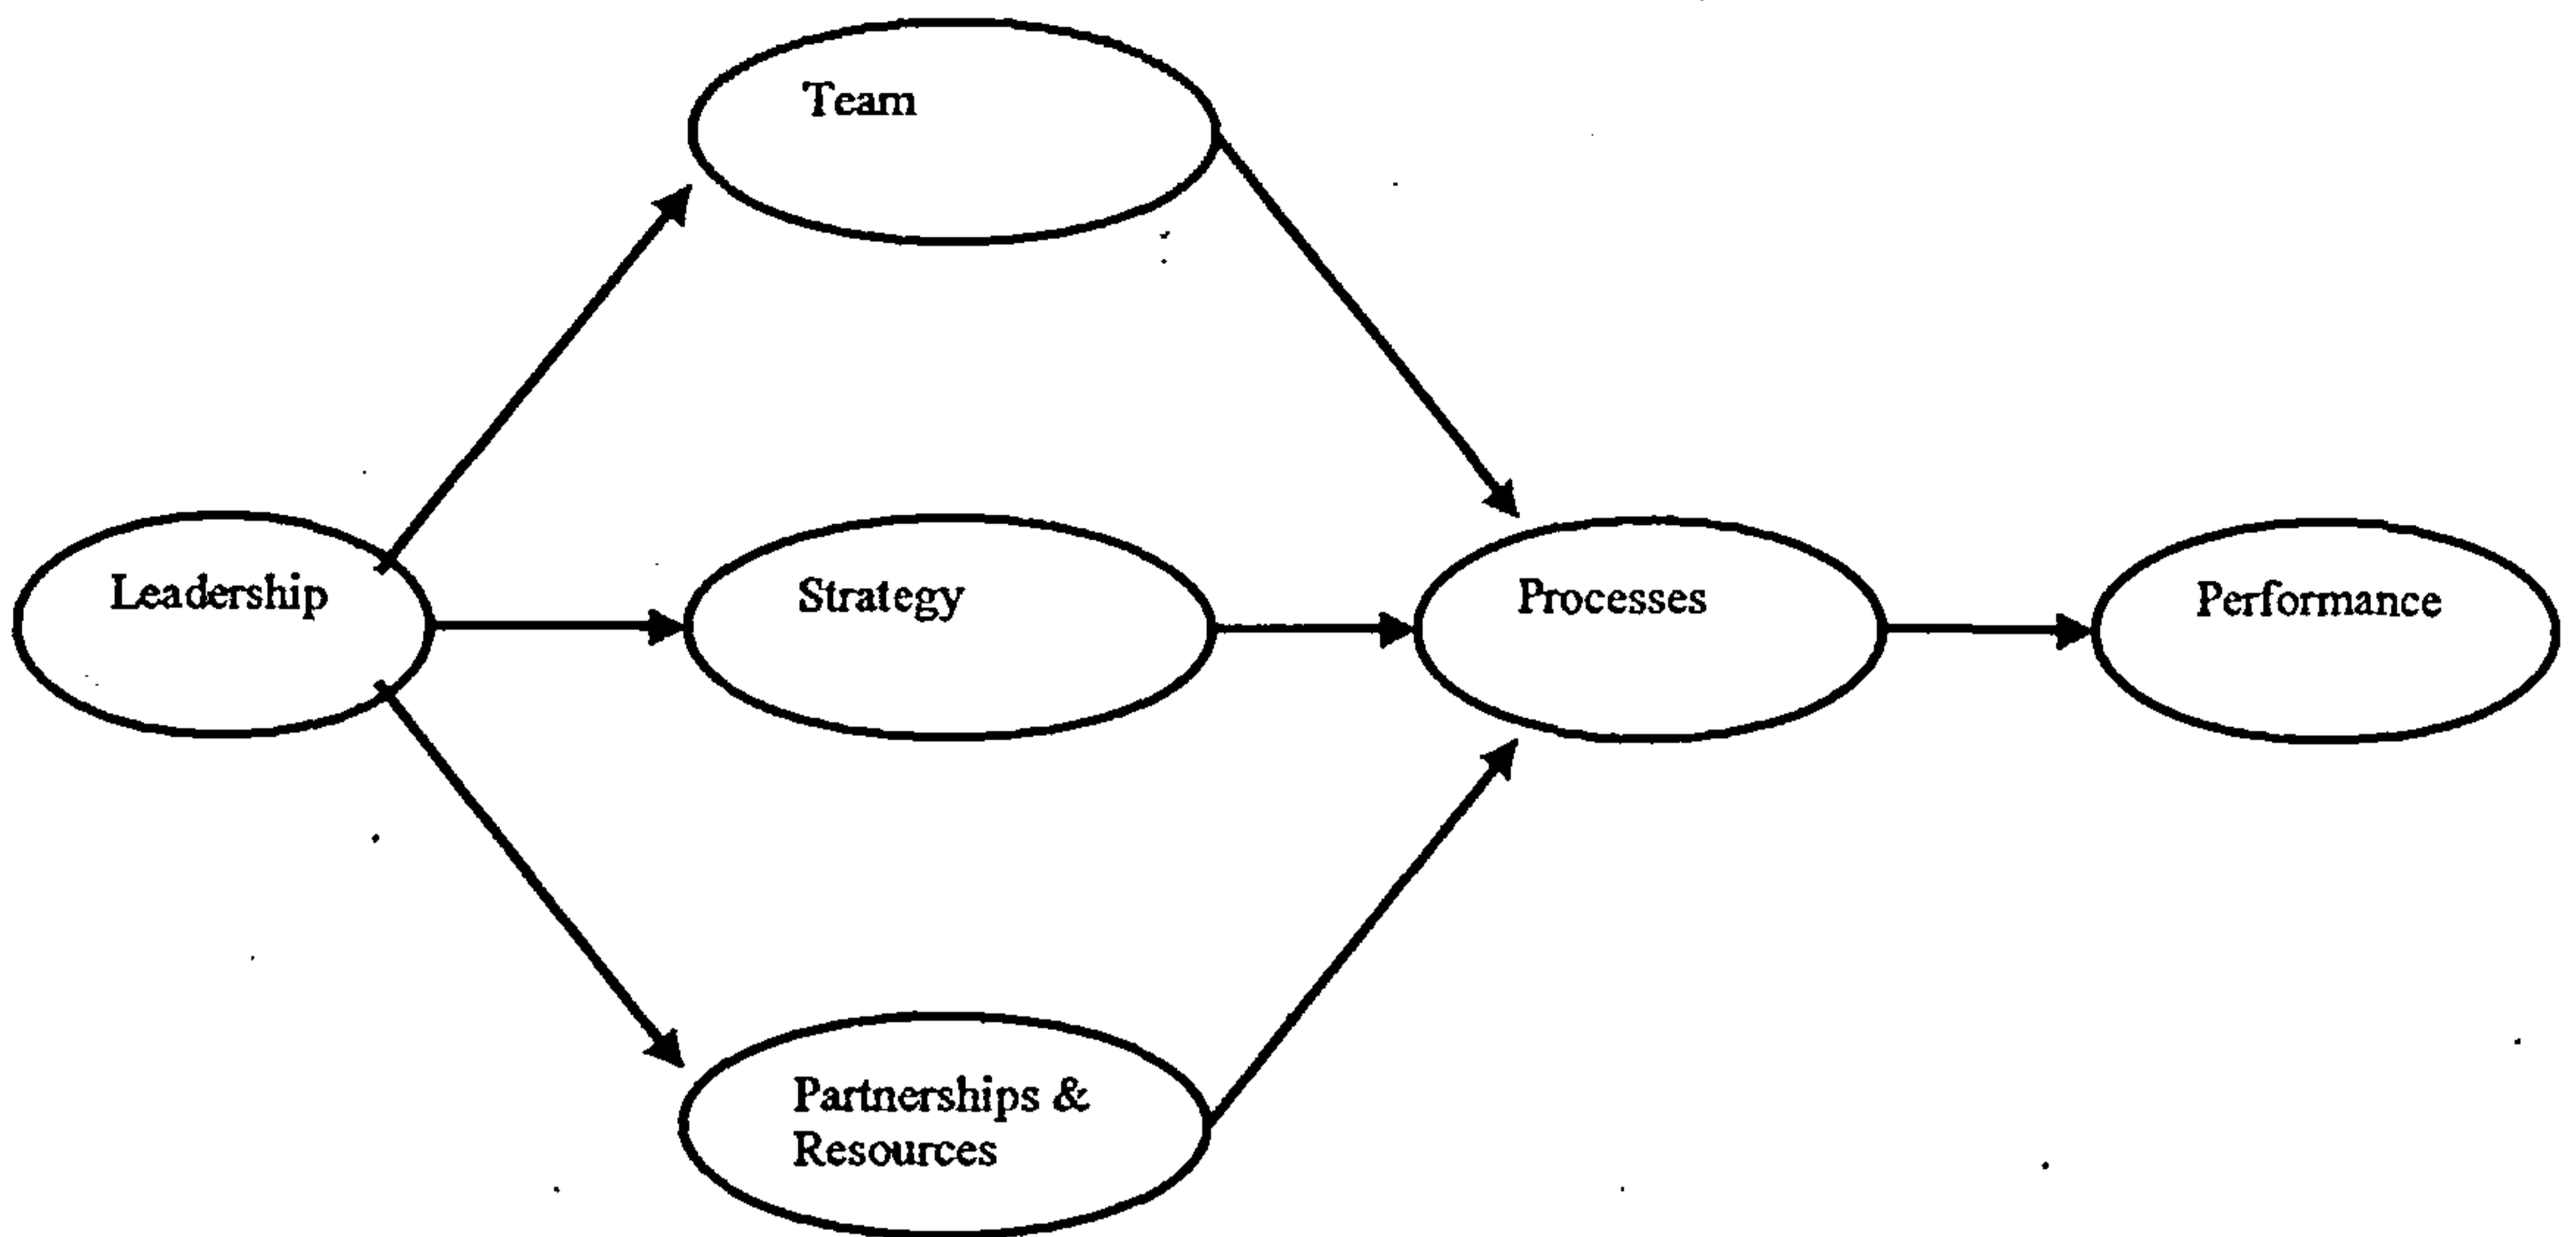 Team
Leadership
Strategy
Processes
Performance
Partnerships &
Resources